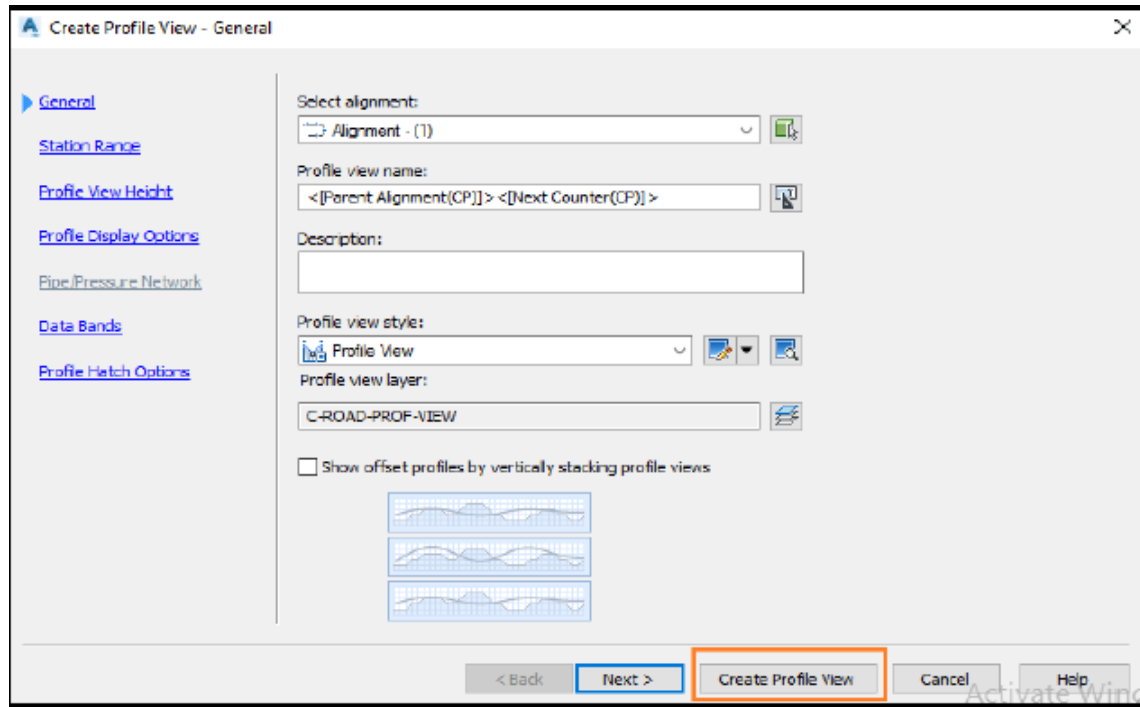 Create Profile View - General
General
Station Range
Profile View Height
Profile Display Options
Pipe/Pressure Network
Data Bands
Profile Hatch Options
Select alignment:
Alignment - (1)
Profile view name:
<[Parent Alignment(CP)]><[Next Counter(CP)]>
Description:
Profile view style:
Profile View
Profile view layer:
C-ROAD-PROF-VIEW
Show offset profiles by vertically stacking profile views
< Back Next > Create Profile View Cancel Help
Activate Wind